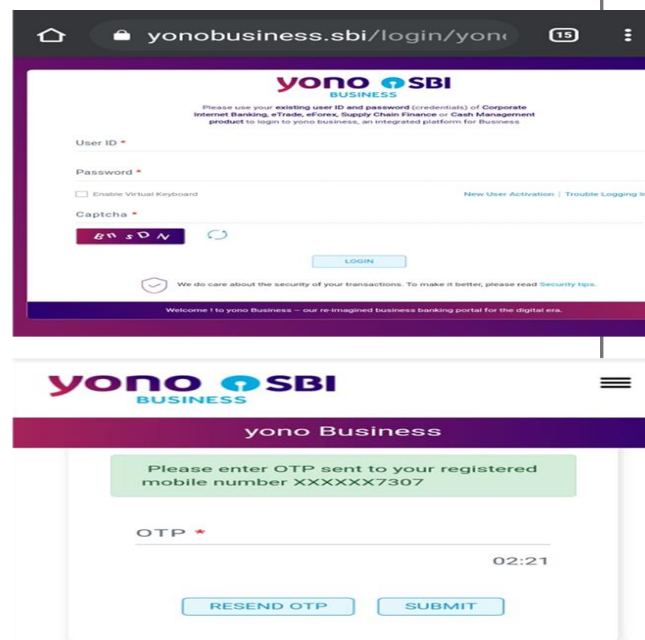 yonobusiness.sbi/login/yono
15
yono SBI
BUSINESS
Please use your existing user ID and password (credentials) of Corporate
Internet Banking, eTrade, eForex, Supply Chain Finance or Cash Management
product to login to yono business, an integrated platform for Business
User ID *
Password *
Enable Virtual Keyboard New User Activation | Trouble Logging in
Captcha *
Bn sDN
LOGIN
We do care about the security of your transactions. To make it better, please read Security tips.
Welcome ! to yono Business – our re-imagined business banking portal for the digital era.
yono SBI
BUSINESS
yono Business
Please enter OTP sent to your registered
mobile number XXXXXX7307
OTP *
02:21
RESEND OTP SUBMIT